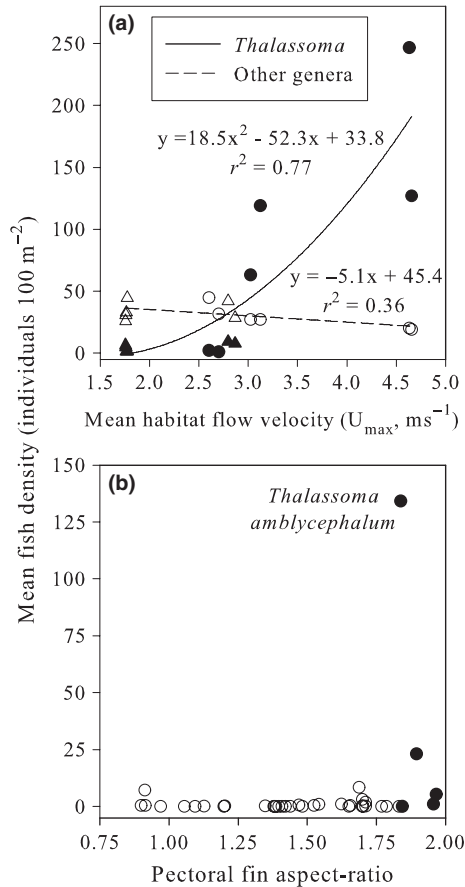 (a)
Thalassoma
Other genera
y =18.5x² - 52.3x + 33.8
r² = 0.77
y = −5.1x + 45.4
r² = 0.36
250
200
150
100
50
0
1.5 2.0 2.5 3.0 3.5 4.0 4.5 5.0
Mean habitat flow velocity (Umax, ms⁻¹)
Mean fish density (individuals 100 m⁻²)
(b)
Thalassoma
amblycephalum
150
125
100
75
50
25
0
0.75 1.00 1.25 1.50 1.75 2.00
Pectoral fin aspect-ratio